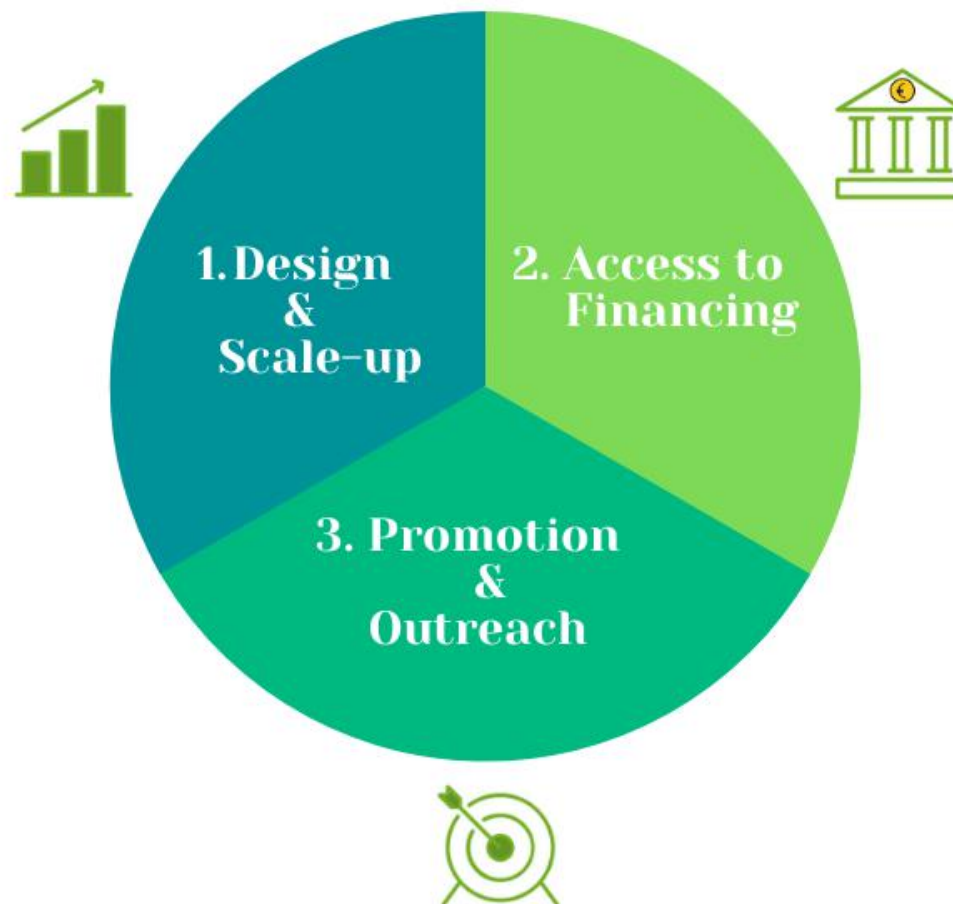 1. Design
&
Scale-up
2. Access to
Financing
3. Promotion
&
Outreach
€